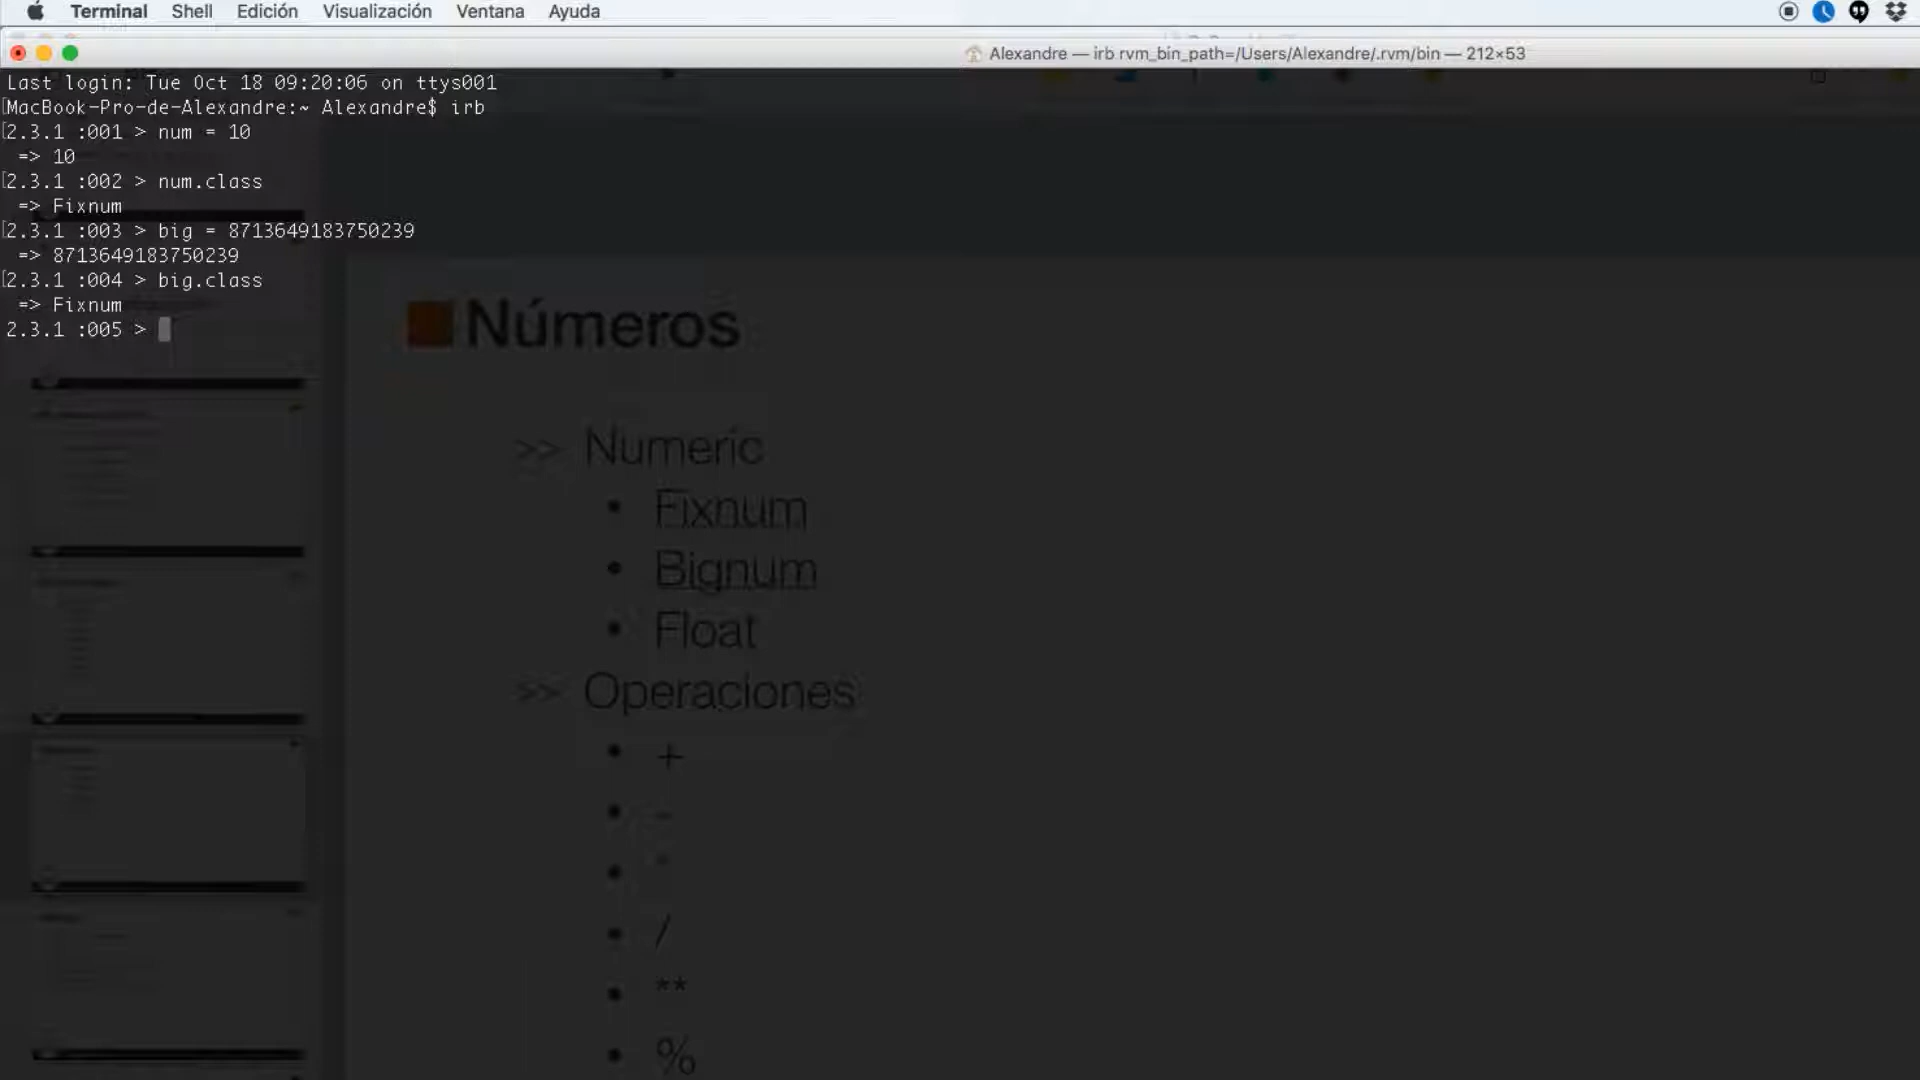 Terminal Shell Edición Visualización Ventana Ayuda
Alexandre — irb rvm_bin_path=/Users/Alexandre/.rvm/bin — 212×53
Last login: Tue Oct 18 09:20:06 on ttys001
[MacBook-Pro-de-Alexandre:~ Alexandre$ irb
[2.3.1 :001 > num = 10
=> 10
[2.3.1 :002 > num.class
=> Fixnum
[2.3.1 :003 > big = 8713649183750239
=> 8713649183750239
[2.3.1 :004 > big.class
=> Fixnum
2.3.1 :005 >
Números
>> Numeric
• Fixnum
• Bignum
• Float
>> Operaciones
• +
• -
• *
• /
• **
• %